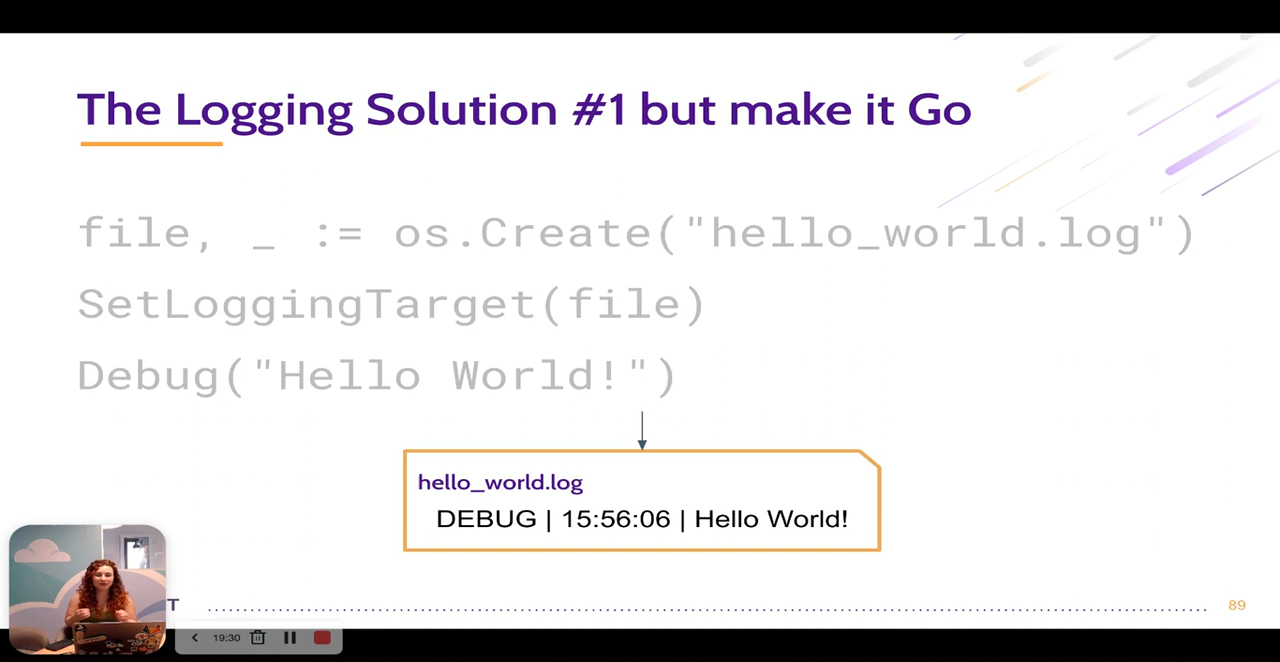 The Logging Solution #1 but make it Go
file, _ := os.Create("hello_world.log")
SetLoggingTarget(file)
Debug("Hello World!")
hello_world.log
DEBUG | 15:56:06 | Hello World!
T
89
19:30